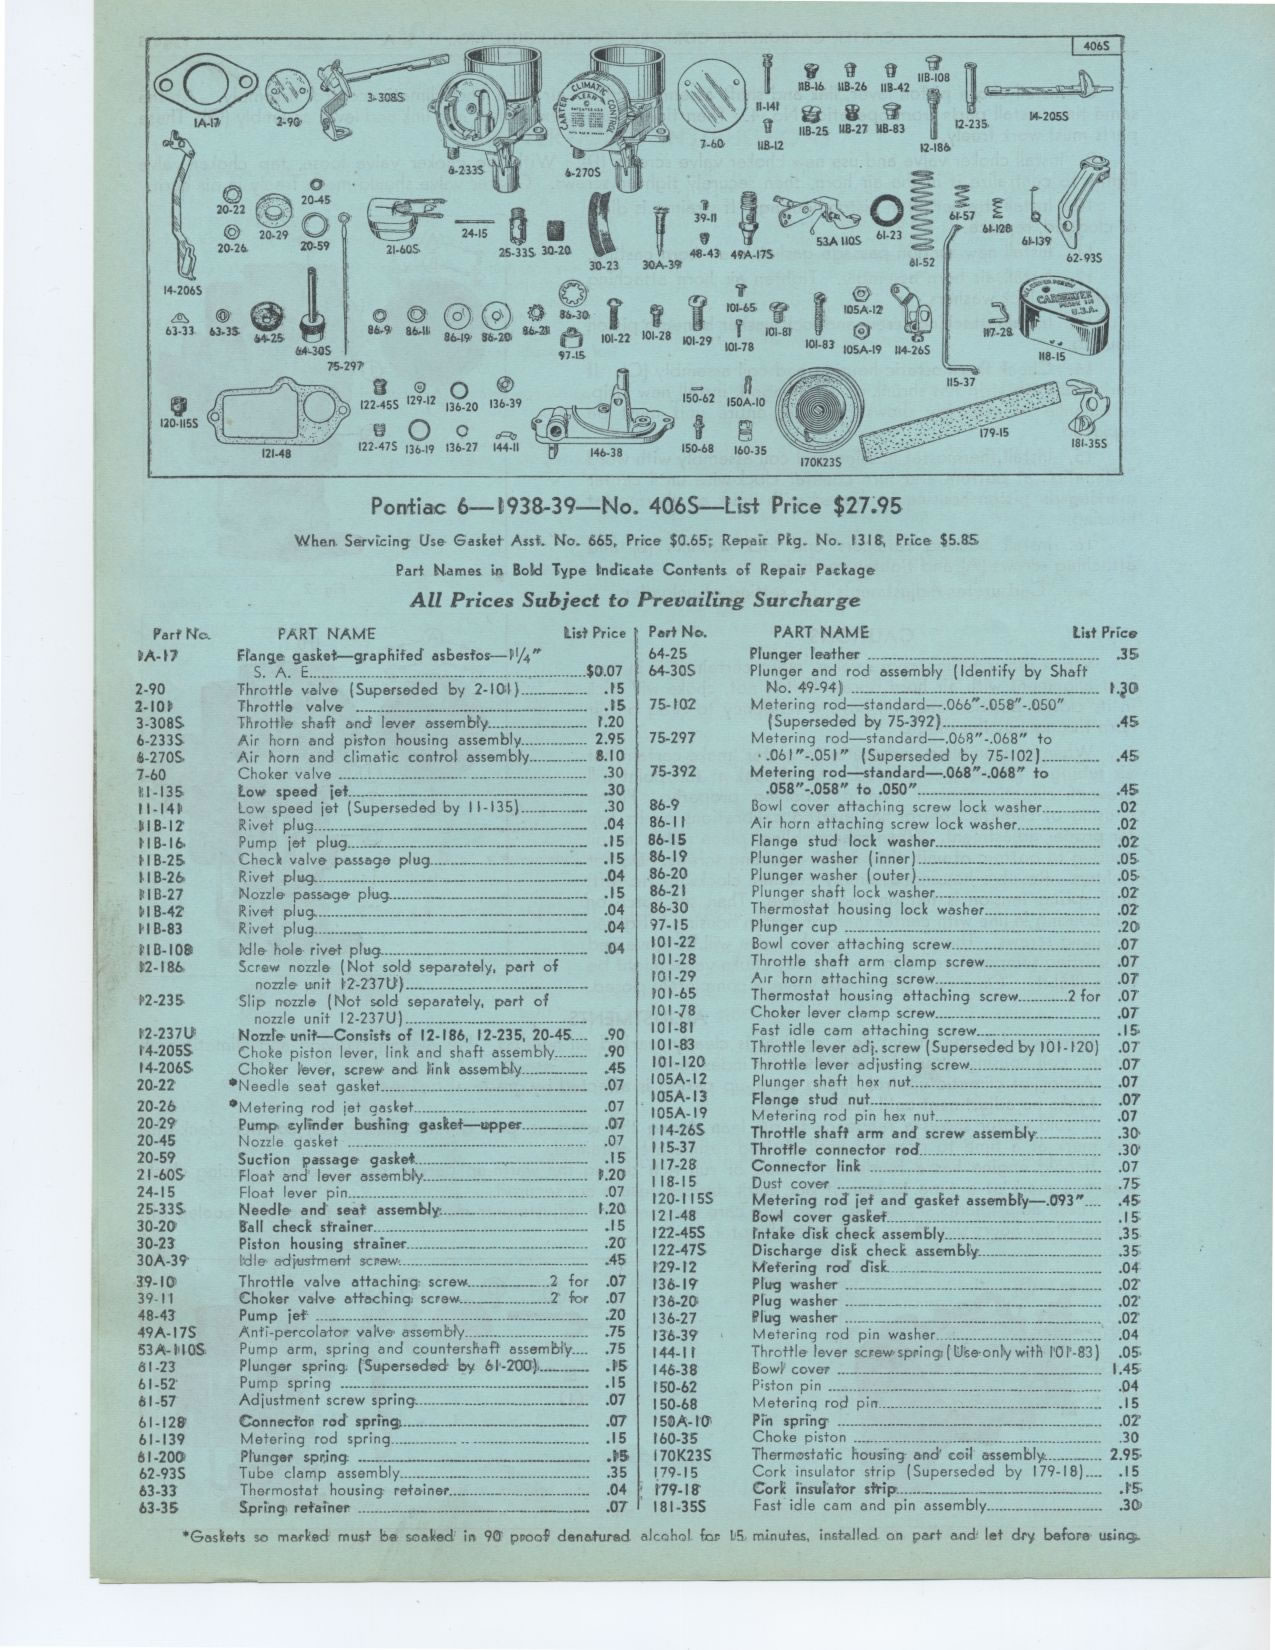 406S
1A-17
2-90
3-308S
6-233S
CARTER CLIMATIC CONTROL
LEAN
6-270S
7-60
11-141
11B-12
11B-16
11B-26
11B-42
11B-108
11B-25
11B-27
11B-83
12-186
12-235
14-205S
14-206S
20-22
20-26
20-29
20-45
20-59
21-60S
24-15
25-33S
30-20
30-23
30A-39
39-11
48-43
49A-17S
53A 110S
61-23
61-52
61-57
61-128
61-139
62-93S
63-33
63-35
64-25
64-30S
75-297
86-9
86-11
86-19
86-20
86-21
86-30
97-15
101-22
101-28
101-29
101-65
101-78
101-81
101-83
105A-12
105A-19
114-26S
115-37
117-28
CARTER
U.S.A.
118-15
120-115S
121-48
122-45S
129-12
136-20
136-39
122-47S
136-19
136-27
144-11
146-38
150-62
150A-10
150-68
160-35
170K23S
179-15
181-35S
Pontiac 6—1938-39—No. 406S—List Price $27.95
When Servicing Use Gasket Asst. No. 665, Price $0.65; Repair Pkg. No. 1318, Price $5.85
Part Names in Bold Type Indicate Contents of Repair Package
All Prices Subject to Prevailing Surcharge
Part No. PART NAME List Price
1A-17 Flange gasket—graphited asbestos—1¼"
S. A. E. $0.07
2-90 Throttle valve (Superseded by 2-101) .15
2-101 Throttle valve .15
3-308S Throttle shaft and lever assembly .1.20
6-233S Air horn and piston housing assembly 2.95
6-270S Air horn and climatic control assembly 8.10
7-60 Choker valve .30
11-135 Low speed jet .30
11-141 Low speed jet (Superseded by 11-135) .30
11B-12 Rivet plug .04
11B-16 Pump jet plug .15
11B-25 Check valve passage plug .15
11B-26 Rivet plug .04
11B-27 Nozzle passage plug .15
11B-42 Rivet plug .04
11B-83 Rivet plug .04
11B-108 Idle hole rivet plug .04
12-186 Screw nozzle (Not sold separately, part of
nozzle unit 12-237U)
12-235 Slip nozzle (Not sold separately, part of
nozzle unit 12-237U)
12-237U Nozzle unit—Consists of 12-186, 12-235, 20-45 .90
14-205S Choke piston lever, link and shaft assembly .90
14-206S Choker lever, screw and link assembly .45
20-22 *Needle seat gasket .07
20-26 *Metering rod jet gasket .07
20-29 Pump cylinder bushing gasket—upper .07
20-45 Nozzle gasket .07
20-59 Suction passage gasket .15
21-60S Float and lever assembly 1.20
24-15 Float lever pin .07
25-33S Needle and seat assembly 1.20
30-20 Ball check strainer .15
30-23 Piston housing strainer .20
30A-39 Idle adjustment screw .45
39-10 Throttle valve attaching screw 2 for .07
39-11 Choker valve attaching screw 2 for .07
48-43 Pump jet .20
49A-17S Anti-percolator valve assembly .75
53A-110S Pump arm, spring and countershaft assembly .75
61-23 Plunger spring (Superseded by 61-200) .15
61-52 Pump spring .15
61-57 Adjustment screw spring .07
61-128 Connector rod spring .07
61-139 Metering rod spring .15
61-200 Plunger spring .15
62-93S Tube clamp assembly .35
63-33 Thermostat housing retainer .04
63-35 Spring retainer .07
Part No. PART NAME List Price
64-25 Plunger leather .35
64-30S Plunger and rod assembly (Identify by Shaft
No. 49-94) 1.30
75-102 Metering rod—standard—.066"-.058"-.050"
(Superseded by 75-392) .45
75-297 Metering rod—standard—.068"-.068" to
.061"-.051" (Superseded by 75-102) .45
75-392 Metering rod—standard—.068"-.068" to
.058"-.058" to .050" .45
86-9 Bowl cover attaching screw lock washer .02
86-11 Air horn attaching screw lock washer .02
86-15 Flange stud lock washer .02
86-19 Plunger washer (inner) .05
86-20 Plunger washer (outer) .05
86-21 Plunger shaft lock washer .02
86-30 Thermostat housing lock washer .02
97-15 Plunger cup .20
101-22 Bowl cover attaching screw .07
101-28 Throttle shaft arm clamp screw .07
101-29 Air horn attaching screw .07
101-65 Thermostat housing attaching screw 2 for .07
101-78 Choker lever clamp screw .07
101-81 Fast idle cam attaching screw .15
101-83 Throttle lever adj. screw (Superseded by 101-120) .07
101-120 Throttle lever adjusting screw .07
105A-12 Plunger shaft hex nut .07
105A-13 Flange stud nut .07
105A-19 Metering rod pin hex nut .07
114-26S Throttle shaft arm and screw assembly .30
115-37 Throttle connector rod .30
117-28 Connector link .07
118-15 Dust cover .75
120-115S Metering rod jet and gasket assembly—.093" .45
121-48 Bowl cover gasket .15
122-45S Intake disk check assembly .35
122-47S Discharge disk check assembly .35
129-12 Metering rod disk .04
136-19 Plug washer .02
136-20 Plug washer .02
136-27 Plug washer .02
136-39 Metering rod pin washer .04
144-11 Throttle lever screw spring (Use only with 101-83) .05
146-38 Bowl cover 1.45
150-62 Piston pin .04
150-68 Metering rod pin .15
150A-10 Pin spring .02
160-35 Choke piston .30
170K23S Thermostatic housing and coil assembly 2.95
179-15 Cork insulator strip (Superseded by 179-18) .15
179-18 Cork insulator strip .15
181-35S Fast idle cam and pin assembly .30
*Gaskets so marked must be soaked in 90 proof denatured alcohol for 15 minutes, installed on part and let dry before using.